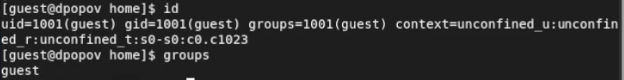 [guest@dpopov home]$ id
uid=1001(guest) gid=1001(guest) groups=1001(guest) context=unconfined_u:unconfin
ed_r:unconfined_t:s0-s0:c0.c1023
[guest@dpopov home]$ groups
guest